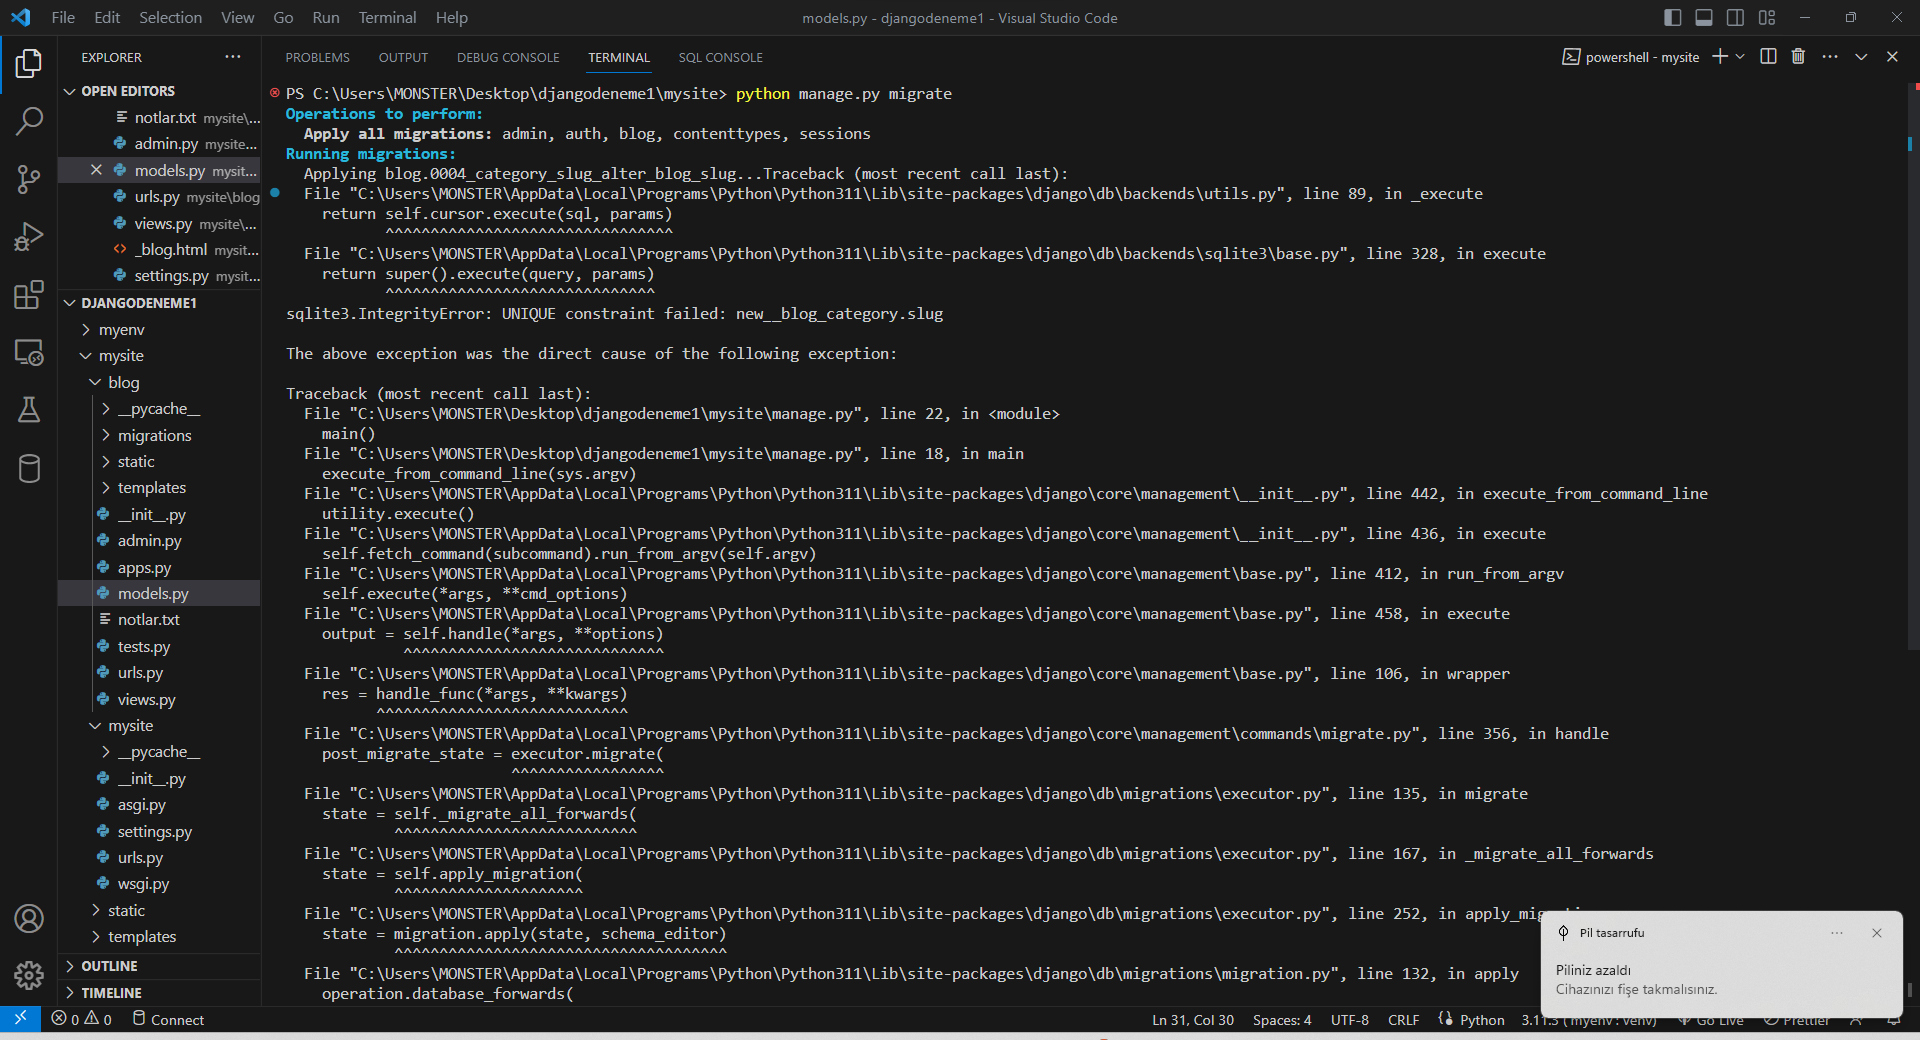 File Edit Selection View Go Run Terminal Help
models.py - djangodeneme1 - Visual Studio Code
EXPLORER
OPEN EDITORS
notlar.txt mysite\...
admin.py mysite...
models.py mysit...
urls.py mysite\blog
views.py mysite\...
_blog.html mysit...
settings.py mysit...
DJANGODENEME1
myenv
mysite
blog
__pycache__
migrations
static
templates
__init__.py
admin.py
apps.py
models.py
notlar.txt
tests.py
urls.py
views.py
mysite
__pycache__
__init__.py
asgi.py
settings.py
urls.py
wsgi.py
static
templates
OUTLINE
TIMELINE
PROBLEMS OUTPUT DEBUG CONSOLE TERMINAL SQL CONSOLE
powershell - mysite
PS C:\Users\MONSTER\Desktop\djangodeneme1\mysite> python manage.py migrate
Operations to perform:
Apply all migrations: admin, auth, blog, contenttypes, sessions
Running migrations:
Applying blog.0004_category_slug_alter_blog_slug...Traceback (most recent call last):
File "C:\Users\MONSTER\AppData\Local\Programs\Python\Python311\Lib\site-packages\django\db\backends\utils.py", line 89, in _execute
return self.cursor.execute(sql, params)
^^^^^^^^^^^^^^^^^^^^^^^^^^^^^^^^
File "C:\Users\MONSTER\AppData\Local\Programs\Python\Python311\Lib\site-packages\django\db\backends\sqlite3\base.py", line 328, in execute
return super().execute(query, params)
^^^^^^^^^^^^^^^^^^^^^^^^^^^^^^
sqlite3.IntegrityError: UNIQUE constraint failed: new__blog_category.slug
The above exception was the direct cause of the following exception:
Traceback (most recent call last):
File "C:\Users\MONSTER\Desktop\djangodeneme1\mysite\manage.py", line 22, in <module>
main()
File "C:\Users\MONSTER\Desktop\djangodeneme1\mysite\manage.py", line 18, in main
execute_from_command_line(sys.argv)
File "C:\Users\MONSTER\AppData\Local\Programs\Python\Python311\Lib\site-packages\django\core\management\__init__.py", line 442, in execute_from_command_line
utility.execute()
File "C:\Users\MONSTER\AppData\Local\Programs\Python\Python311\Lib\site-packages\django\core\management\__init__.py", line 436, in execute
self.fetch_command(subcommand).run_from_argv(self.argv)
File "C:\Users\MONSTER\AppData\Local\Programs\Python\Python311\Lib\site-packages\django\core\management\base.py", line 412, in run_from_argv
self.execute(*args, **cmd_options)
File "C:\Users\MONSTER\AppData\Local\Programs\Python\Python311\Lib\site-packages\django\core\management\base.py", line 458, in execute
output = self.handle(*args, **options)
^^^^^^^^^^^^^^^^^^^^^^^^^^^^^
File "C:\Users\MONSTER\AppData\Local\Programs\Python\Python311\Lib\site-packages\django\core\management\base.py", line 106, in wrapper
res = handle_func(*args, **kwargs)
^^^^^^^^^^^^^^^^^^^^^^^^^^^^
File "C:\Users\MONSTER\AppData\Local\Programs\Python\Python311\Lib\site-packages\django\core\management\commands\migrate.py", line 356, in handle
post_migrate_state = executor.migrate(
^^^^^^^^^^^^^^^^^
File "C:\Users\MONSTER\AppData\Local\Programs\Python\Python311\Lib\site-packages\django\db\migrations\executor.py", line 135, in migrate
state = self._migrate_all_forwards(
^^^^^^^^^^^^^^^^^^^^^^^^^^^
File "C:\Users\MONSTER\AppData\Local\Programs\Python\Python311\Lib\site-packages\django\db\migrations\executor.py", line 167, in _migrate_all_forwards
state = self.apply_migration(
^^^^^^^^^^^^^^^^^^^^^
File "C:\Users\MONSTER\AppData\Local\Programs\Python\Python311\Lib\site-packages\django\db\migrations\executor.py", line 252, in
state = migration.apply(state, schema_editor)
^^^^^^^^^^^^^^^^^^^^^^^^^^^^^^^^^^^^^
File "C:\Users\MONSTER\AppData\Local\Programs\Python\Python311\Lib\site-packages\django\db\migrations\migration.py", line 132, in apply
operation.database_forwards(
Pil tasarrufu
Piliniz azaldı
Cihazınızı fişe takmalısınız.
0 0 Connect
Ln 31, Col 30 Spaces: 4 UTF-8 CRLF Python 3.11.3 ('myenv': venv) Go Live Prettier